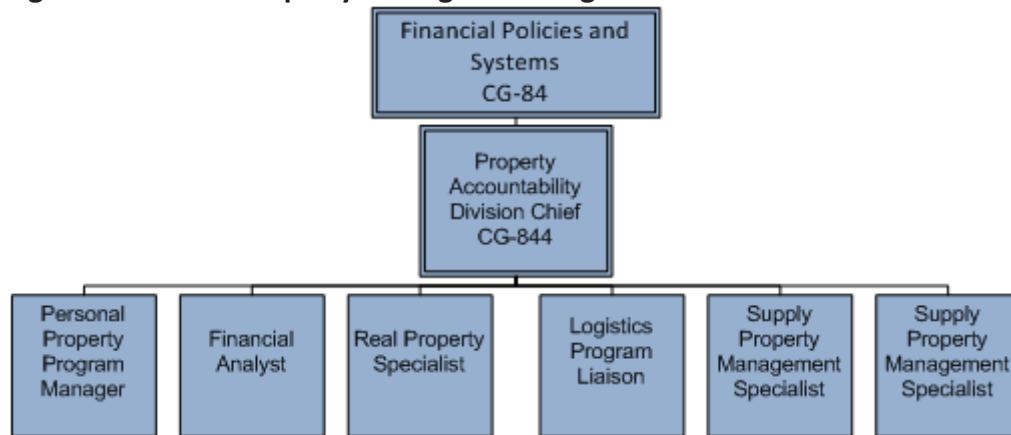 Financial Policies and
Systems
CG-84
Property
Accountability
Division Chief
CG-844
Personal
Property
Program
Manager
Financial
Analyst
Real Property
Specialist
Logistics
Program
Liaison
Supply
Property
Management
Specialist
Supply
Property
Management
Specialist